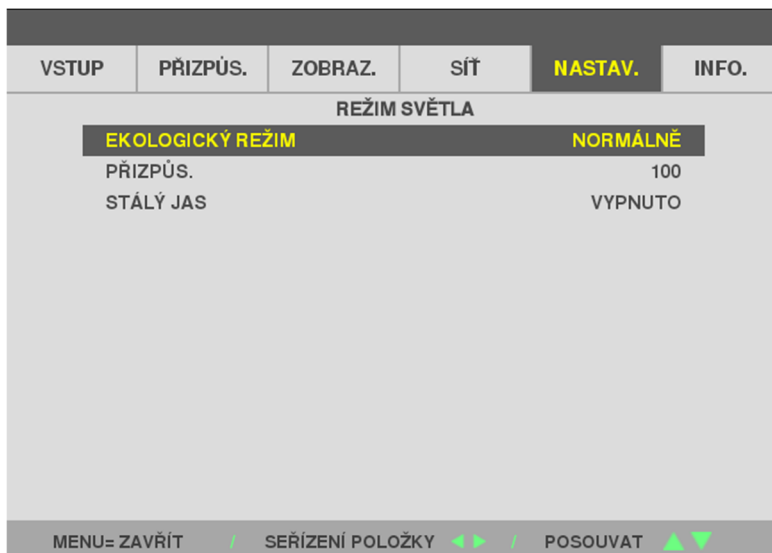 VSTUP PŘIZPŮS. ZOBRAZ. SÍŤ NASTAV. INFO.
REŽIM SVĚTLA
EKOLOGICKÝ REŽIM NORMÁLNĚ
PŘIZPŮS. 100
STÁLÝ JAS VYPNUTO
MENU= ZAVŘÍT / SEŘÍZENÍ POLOŽKY ◀ ▶ / POSOUVAT ▲ ▼